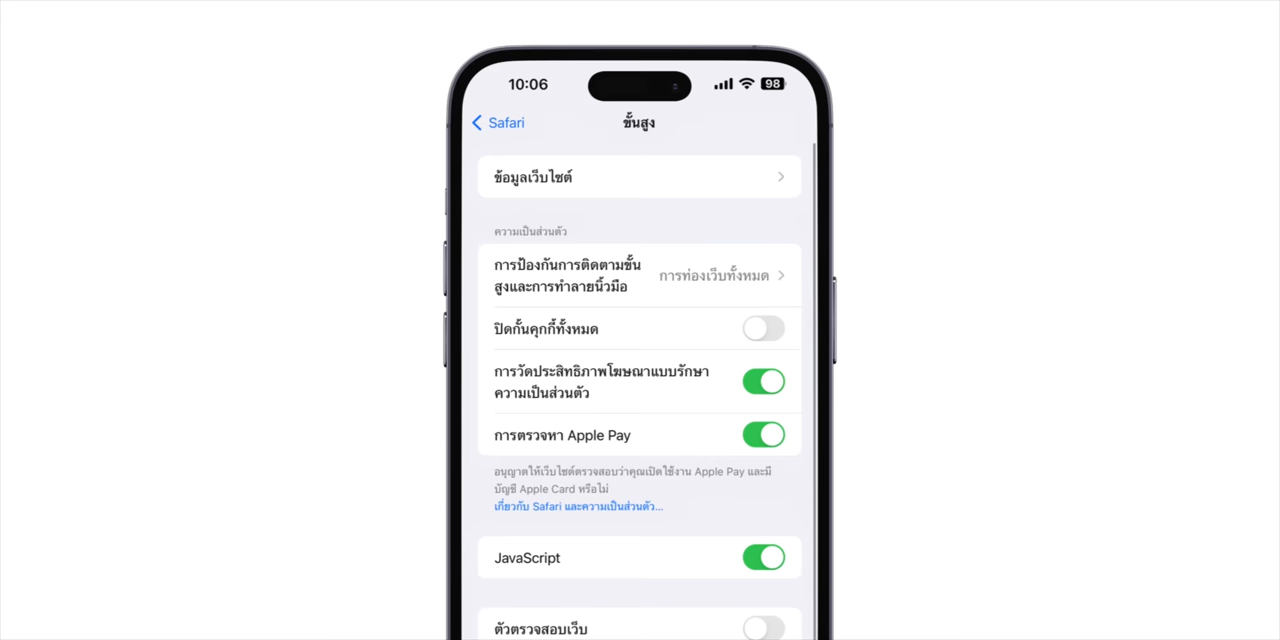 10:06
98
Safari
ขั้นสูง
ข้อมูลเว็บไซต์
ความเป็นส่วนตัว
การป้องกันการติดตามขั้น
สูงและการทำลายนิ้วมือ
การท่องเว็บทั้งหมด
ปิดกั้นคุกกี้ทั้งหมด
การวัดประสิทธิภาพโฆษณาแบบรักษา
ความเป็นส่วนตัว
การตรวจหา Apple Pay
อนุญาตให้เว็บไซต์ตรวจสอบว่าคุณเปิดใช้งาน Apple Pay และมี
บัญชี Apple Card หรือไม่
เกี่ยวกับ Safari และความเป็นส่วนตัว...
JavaScript
ตัวตรวจสอบเว็บ